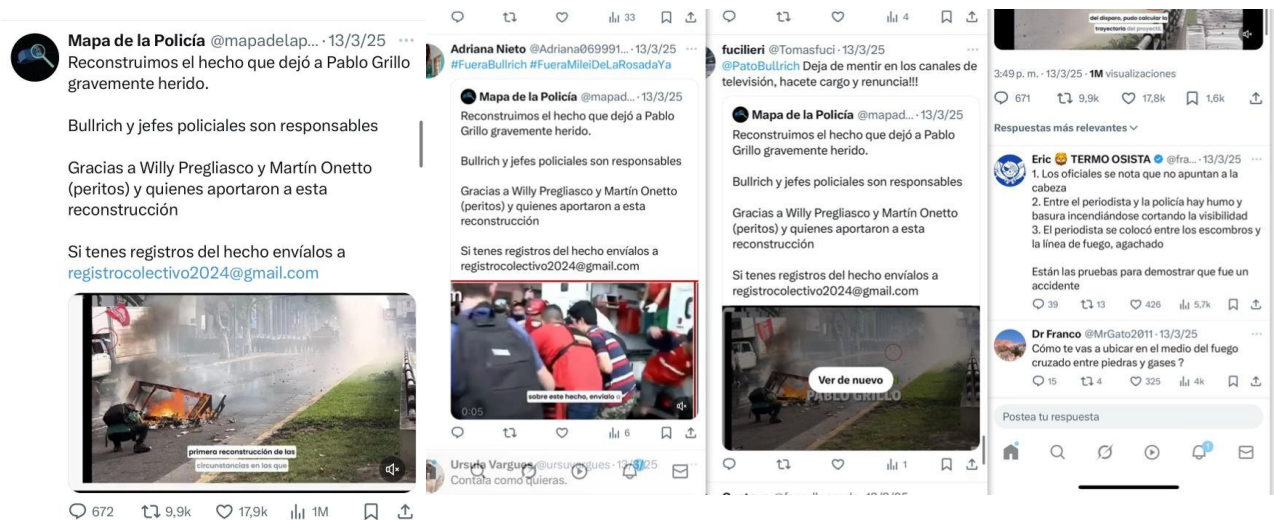 Mapa de la Policía @mapadelap... · 13/3/25
Reconstruimos el hecho que dejó a Pablo Grillo
gravemente herido.
Bullrich y jefes policiales son responsables
Gracias a Willy Pregliasco y Martín Onetto
(peritos) y quienes aportaron a esta
reconstrucción
Si tenes registros del hecho envíalos a
registrocolectivo2024@gmail.com
primera reconstrucción de las
circunstancias en las que
672 9,9k 17,9k 1M
33
Adriana Nieto @Adriana069991... · 13/3/25
#FueraBullrich #FueraMileiDeLaRosadaYa
Mapa de la Policía @mapad... · 13/3/25
Reconstruimos el hecho que dejó a Pablo
Grillo gravemente herido.
Bullrich y jefes policiales son responsables
Gracias a Willy Pregliasco y Martín Onetto
(peritos) y quienes aportaron a esta
reconstrucción
Si tenes registros del hecho envíalos a
registrocolectivo2024@gmail.com
sobre este hecho, envíalo a
0:05
6
Ursula Vargues @ursuvargues · 13/3/25
Contala como quieras.
4
fucilieri @Tomasfuci · 13/3/25
@PatoBullrich Deja de mentir en los canales de
televisión, hacete cargo y renuncia!!!
Mapa de la Policía @mapad... · 13/3/25
Reconstruimos el hecho que dejó a Pablo
Grillo gravemente herido.
Bullrich y jefes policiales son responsables
Gracias a Willy Pregliasco y Martín Onetto
(peritos) y quienes aportaron a esta
reconstrucción
Si tenes registros del hecho envíalos a
registrocolectivo2024@gmail.com
Ver de nuevo
PABLO GRILLO
1
del disparo, pudo calcular la
trayectoria del proyectil.
3:49 p. m. · 13/3/25 · 1M visualizaciones
671 9,9k 17,8k 1,6k
Respuestas más relevantes
Eric TERMO OSISTA @fra... · 13/3/25
1. Los oficiales se nota que no apuntan a la
cabeza
2. Entre el periodista y la policía hay humo y
basura incendiándose cortando la visibilidad
3. El periodista se colocó entre los escombros y
la línea de fuego, agachado
Están las pruebas para demostrar que fue un
accidente
39 13 426 5,7k
Dr Franco @MrGato2011 · 13/3/25
Cómo te vas a ubicar en el medio del fuego
cruzado entre piedras y gases ?
15 4 325 4k
Postea tu respuesta
1